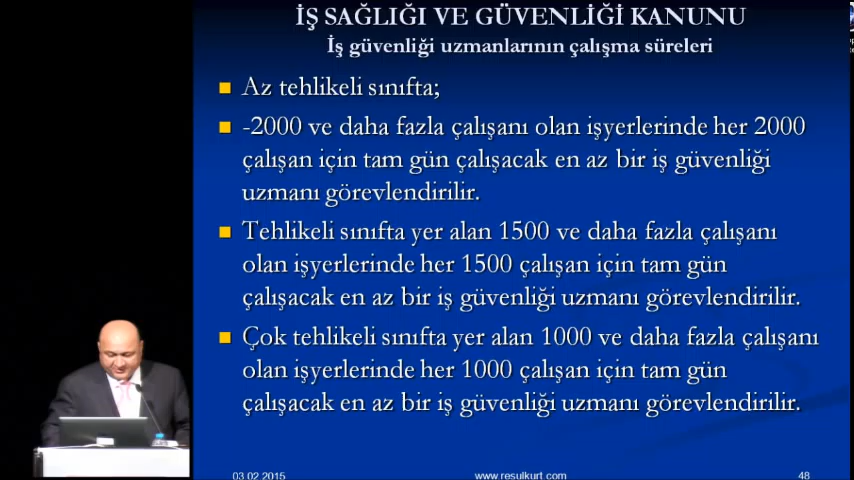 İŞ SAĞLIĞI VE GÜVENLİĞİ KANUNU
İş güvenliği uzmanlarının çalışma süreleri
Az tehlikeli sınıfta;
-2000 ve daha fazla çalışanı olan işyerlerinde her 2000
çalışan için tam gün çalışacak en az bir iş güvenliği
uzmanı görevlendirilir.
Tehlikeli sınıfta yer alan 1500 ve daha fazla çalışanı
olan işyerlerinde her 1500 çalışan için tam gün
çalışacak en az bir iş güvenliği uzmanı görevlendirilir.
Çok tehlikeli sınıfta yer alan 1000 ve daha fazla çalışanı
olan işyerlerinde her 1000 çalışan için tam gün
çalışacak en az bir iş güvenliği uzmanı görevlendirilir.
03.02.2015 www.resulkurt.com 48